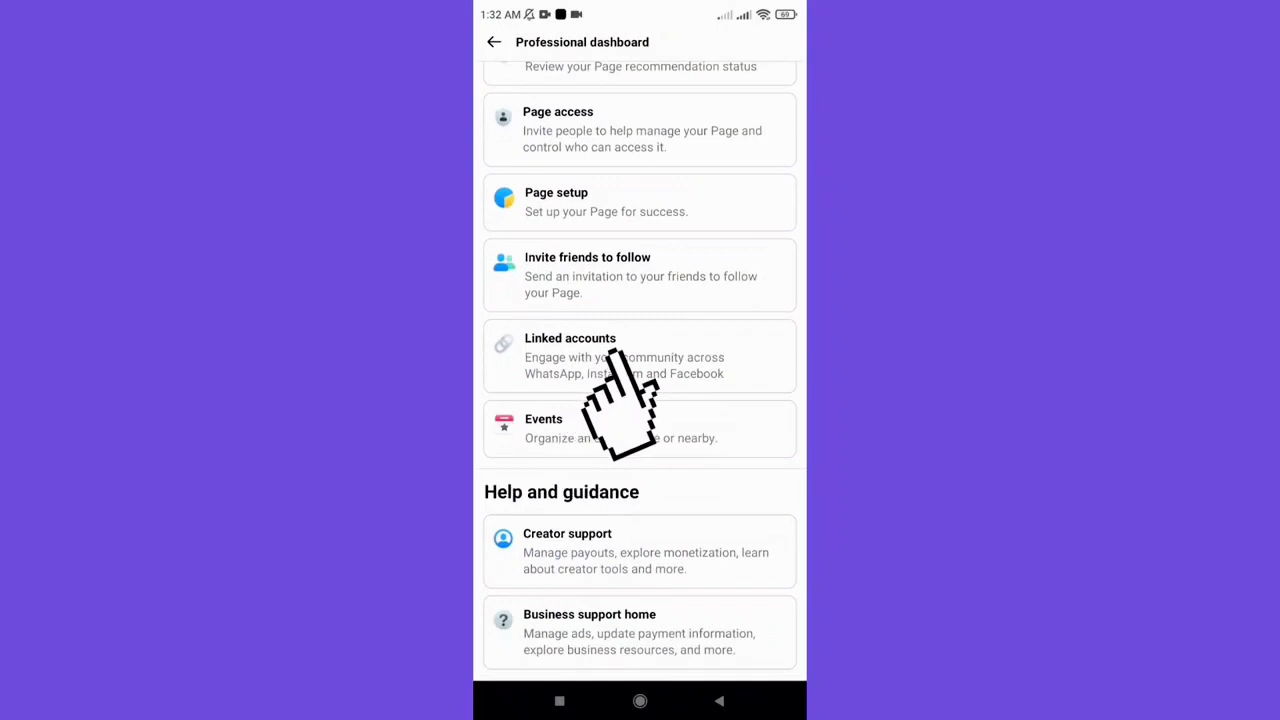 1:32 AM
69
Professional dashboard
Review your Page recommendation status
Page access
Invite people to help manage your Page and
control who can access it.
Page setup
Set up your Page for success.
Invite friends to follow
Send an invitation to your friends to follow
your Page.
Linked accounts
Engage with community across
WhatsApp, and Facebook
Events
Organize an or nearby.
Help and guidance
Creator support
Manage payouts, explore monetization, learn
about creator tools and more.
Business support home
Manage ads, update payment information,
explore business resources, and more.